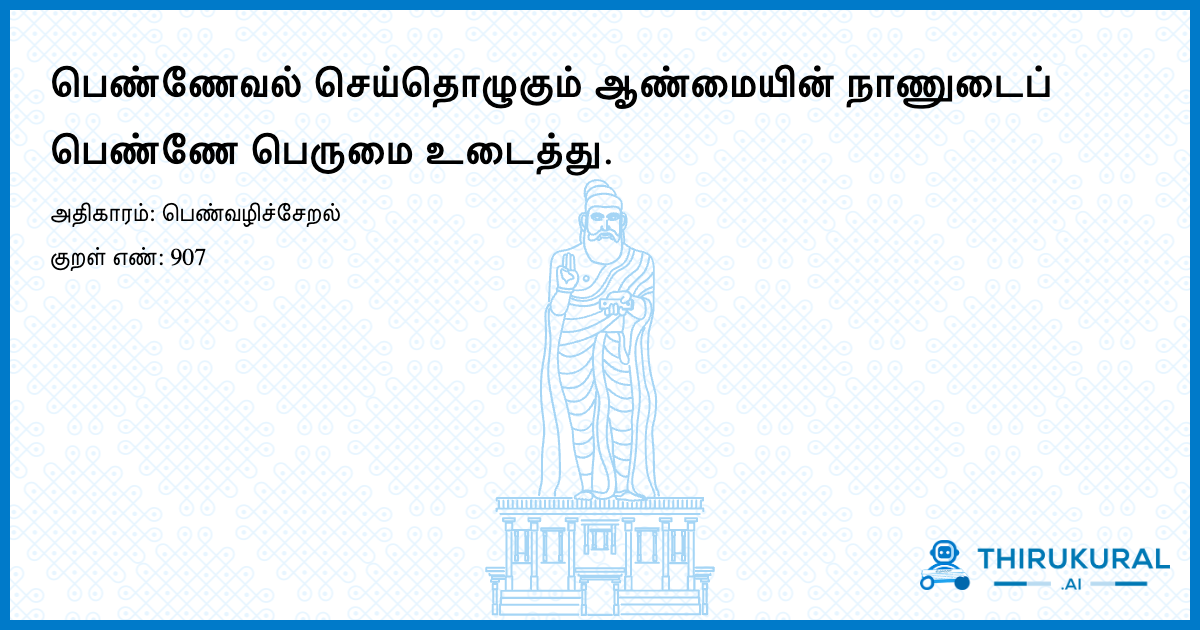 பெண்ணேவல் செய்தொழுகும் ஆண்மையின் நாணுடைப்
பெண்ணே பெருமை உடைத்து.
அதிகாரம்: பெண்வழிச்சேறல்
குறள் எண்: 907
THIRUKURAL
.AI